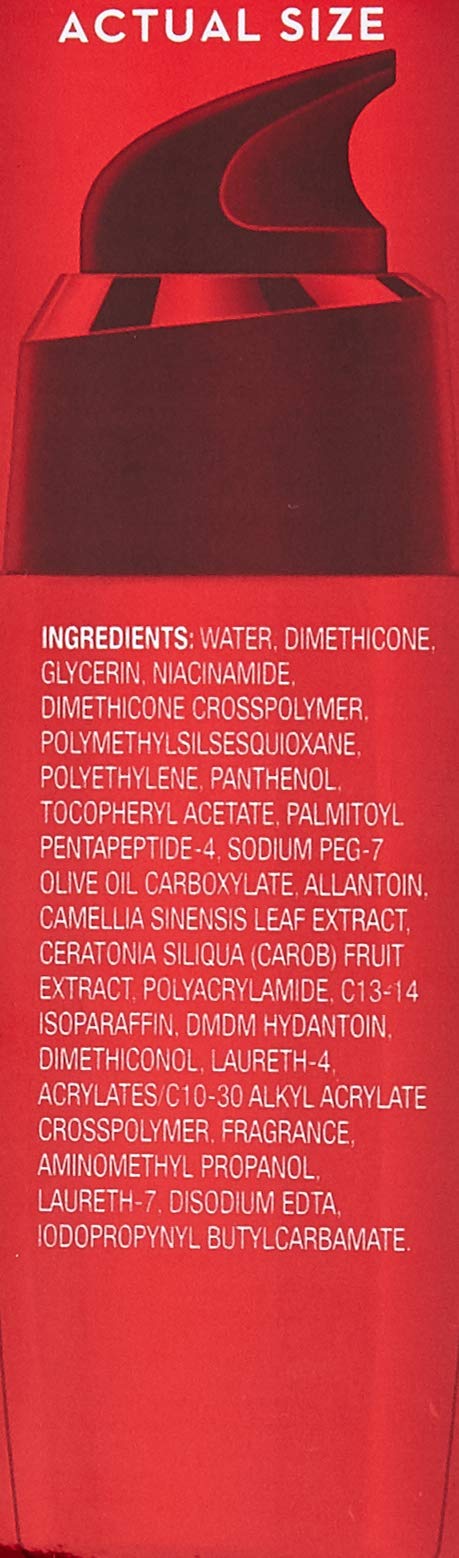 ACTUAL SIZE
INGREDIENTS: WATER, DIMETHICONE,
GLYCERIN, NIACINAMIDE,
DIMETHICONE CROSSPOLYMER,
POLYMETHYLSILSESQUIOXANE,
POLYETHYLENE, PANTHENOL,
TOCOPHERYL ACETATE, PALMITOYL
PENTAPEPTIDE-4, SODIUM PEG-7
OLIVE OIL CARBOXYLATE, ALLANTOIN,
CAMELLIA SINENSIS LEAF EXTRACT,
CERATONIA SILIQUA (CAROB) FRUIT
EXTRACT, POLYACRYLAMIDE, C13-14
ISOPARAFFIN, DMDM HYDANTOIN,
DIMETHICONOL, LAURETH-4,
ACRYLATES/C10-30 ALKYL ACRYLATE
CROSSPOLYMER, FRAGRANCE,
AMINOMETHYL PROPANOL,
LAURETH-7, DISODIUM EDTA,
IODOPROPYNYL BUTYLCARBAMATE.